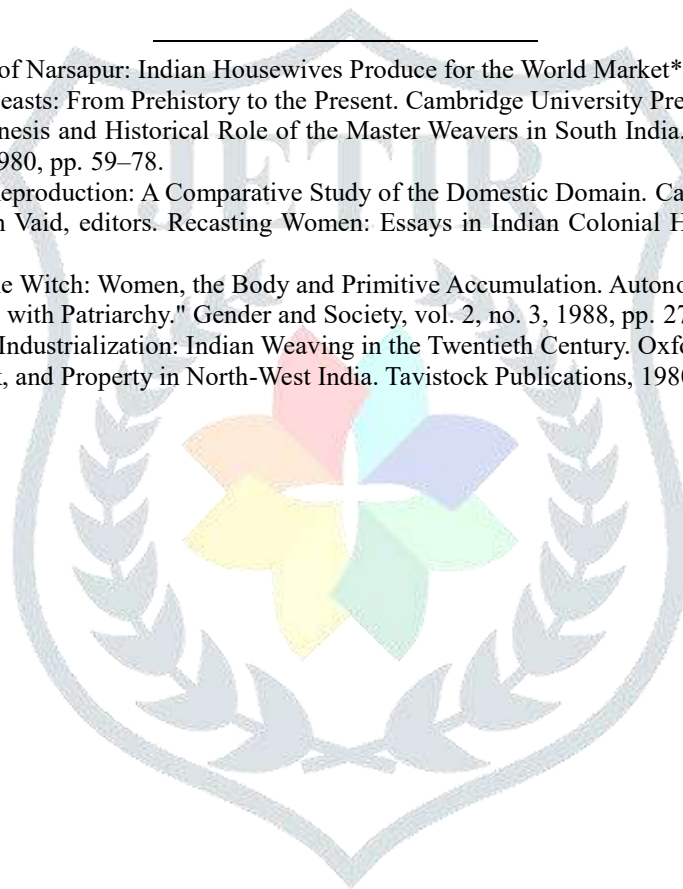 of Narsapur: Indian Housewives Produce for the World Market*
easts: From Prehistory to the Present. Cambridge University Pre
nesis and Historical Role of the Master Weavers in South India.
980, pp. 59–78.
eproduction: A Comparative Study of the Domestic Domain. Ca
n Vaid, editors. Recasting Women: Essays in Indian Colonial H
e Witch: Women, the Body and Primitive Accumulation. Autono
with Patriarchy." Gender and Society, vol. 2, no. 3, 1988, pp. 27
Industrialization: Indian Weaving in the Twentieth Century. Oxfo
, and Property in North-West India. Tavistock Publications, 198
JETIR